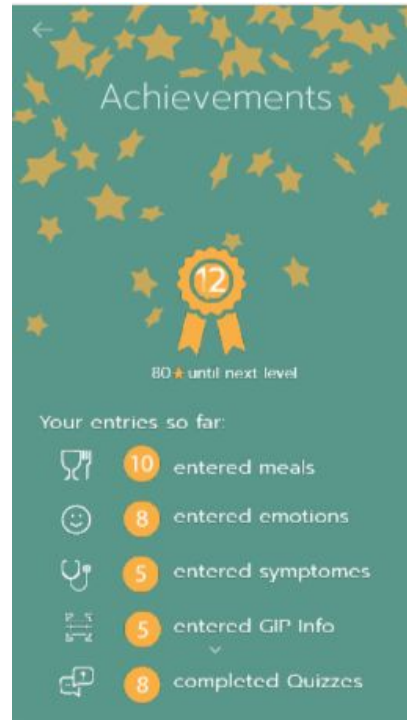 Achievements
12
80 until next level
Your entries so far:
10 entered meals
8 entered emotions
5 entered symptomes
5 entered GIP Info
8 completed Quizzes